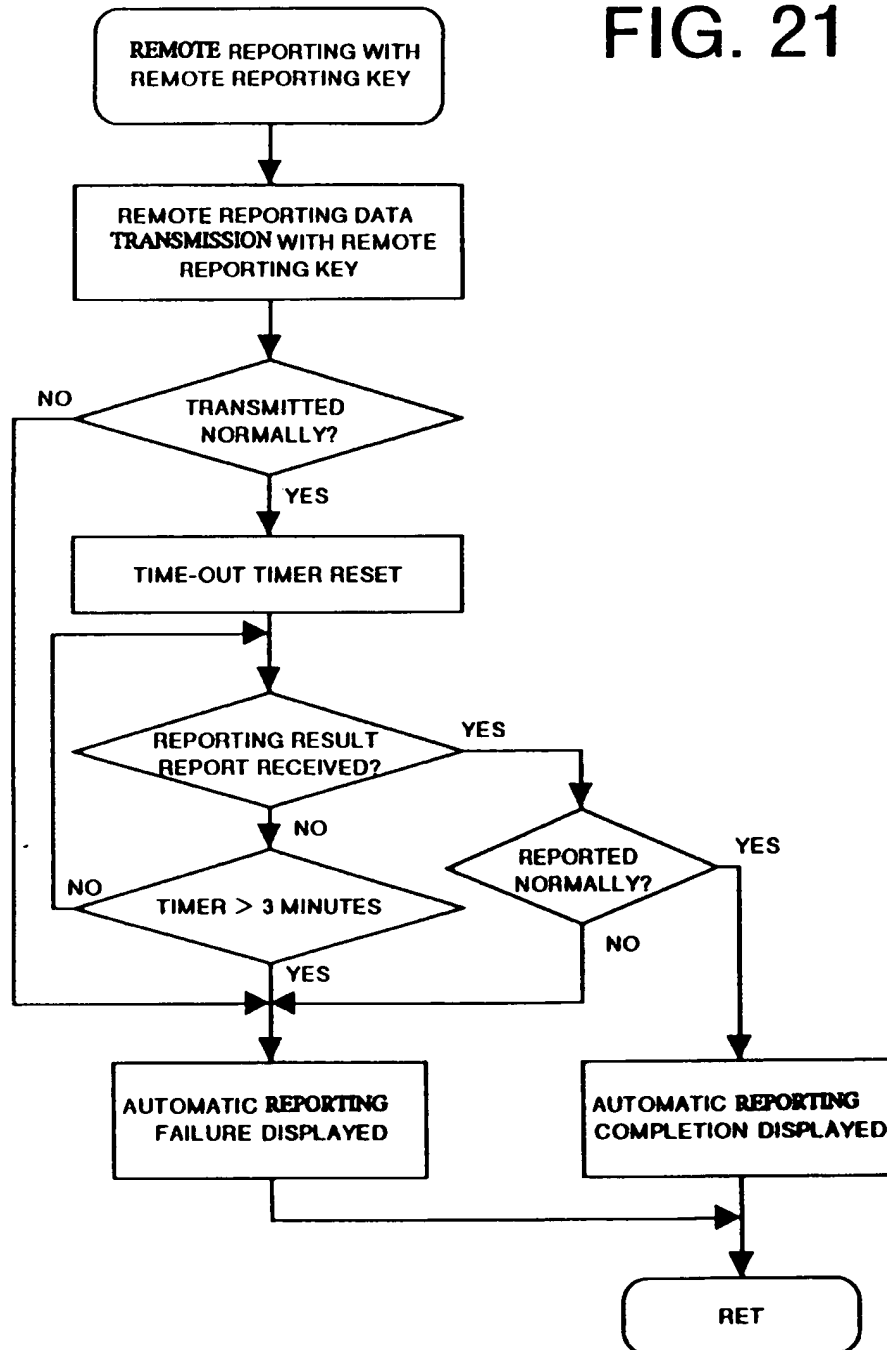 FIG. 21
REMOTE REPORTING WITH
REMOTE REPORTING KEY
REMOTE REPORTING DATA
TRANSMISSION WITH REMOTE
REPORTING KEY
NO
TRANSMITTED
NORMALLY?
YES
TIME-OUT TIMER RESET
REPORTING RESULT
REPORT RECEIVED?
YES
NO
REPORTED
NORMALLY?
YES
NO
TIMER > 3 MINUTES
NO
YES
AUTOMATIC REPORTING
FAILURE DISPLAYED
AUTOMATIC REPORTING
COMPLETION DISPLAYED
RET